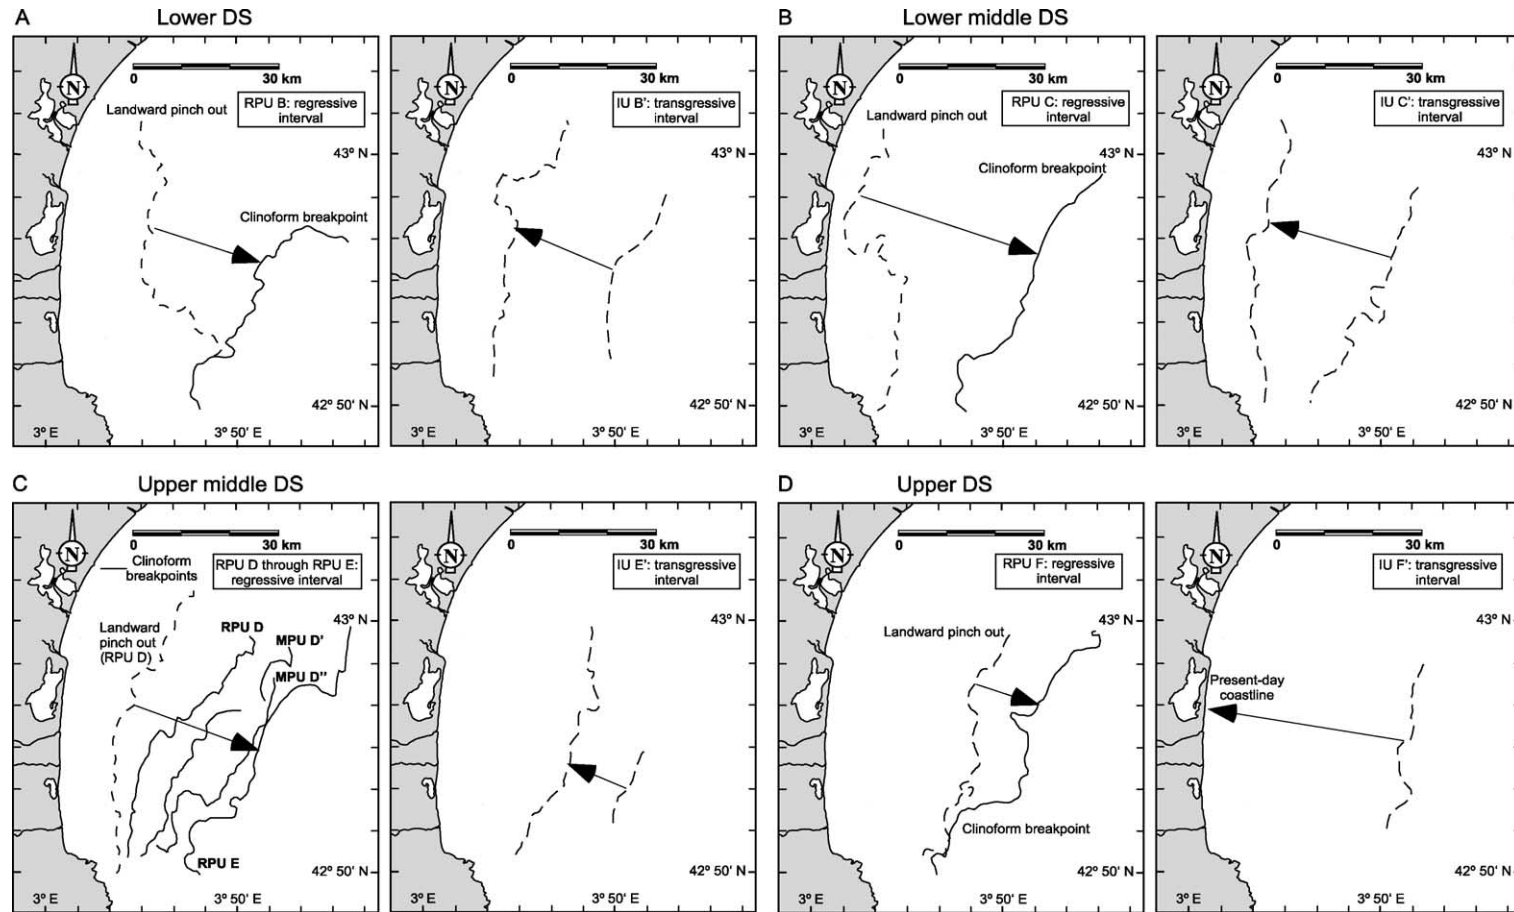 A
Lower DS
N
0
30 km
Landward pinch out
RPU B: regressive
interval
43° N
Clinoform breakpoint
42° 50' N
3° E
3° 50' E
N
0
30 km
IU B': transgressive
interval
43° N
42° 50' N
3° E
3° 50' E
B
Lower middle DS
N
0
30 km
Landward pinch out
RPU C: regressive
interval
43° N
Clinoform breakpoint
42° 50' N
3° E
3° 50' E
N
0
30 km
IU C': transgressive
interval
43° N
42° 50' N
3° E
3° 50' E
C
Upper middle DS
N
0
30 km
Clinoform
breakpoints
RPU D through RPU E:
regressive interval
Landward
pinch out
(RPU D)
RPU D
43° N
MPU D'
MPU D''
RPU E
42° 50' N
3° E
3° 50' E
N
0
30 km
IU E': transgressive
interval
43° N
42° 50' N
3° E
3° 50' E
D
Upper DS
N
0
30 km
RPU F: regressive
interval
Landward pinch out
43° N
Clinoform breakpoint
42° 50' N
3° E
3° 50' E
N
0
30 km
IU F': transgressive
interval
43° N
Present-day
coastline
42° 50' N
3° E
3° 50' E